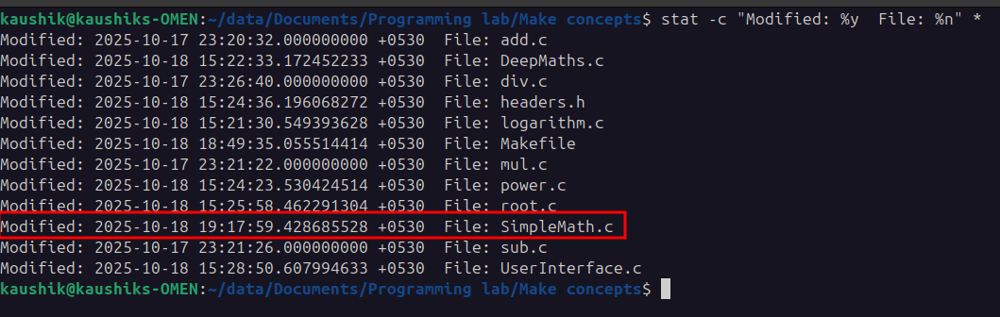 kaushik@kaushiks-OMEN:~/data/Documents/Programming lab/Make concepts$ stat -c "Modified: %y  File: %n" *
Modified: 2025-10-17 23:20:32.000000000 +0530  File: add.c
Modified: 2025-10-18 15:22:33.172452233 +0530  File: DeepMaths.c
Modified: 2025-10-17 23:26:40.000000000 +0530  File: div.c
Modified: 2025-10-18 15:24:36.196068272 +0530  File: headers.h
Modified: 2025-10-18 15:21:30.549393628 +0530  File: logarithm.c
Modified: 2025-10-18 18:49:35.055514414 +0530  File: Makefile
Modified: 2025-10-17 23:21:22.000000000 +0530  File: mul.c
Modified: 2025-10-18 15:24:23.530424514 +0530  File: power.c
Modified: 2025-10-18 15:25:58.462291304 +0530  File: root.c
Modified: 2025-10-18 19:17:59.428685528 +0530  File: SimpleMath.c
Modified: 2025-10-17 23:21:26.000000000 +0530  File: sub.c
Modified: 2025-10-18 15:28:50.607994633 +0530  File: UserInterface.c
kaushik@kaushiks-OMEN:~/data/Documents/Programming lab/Make concepts$